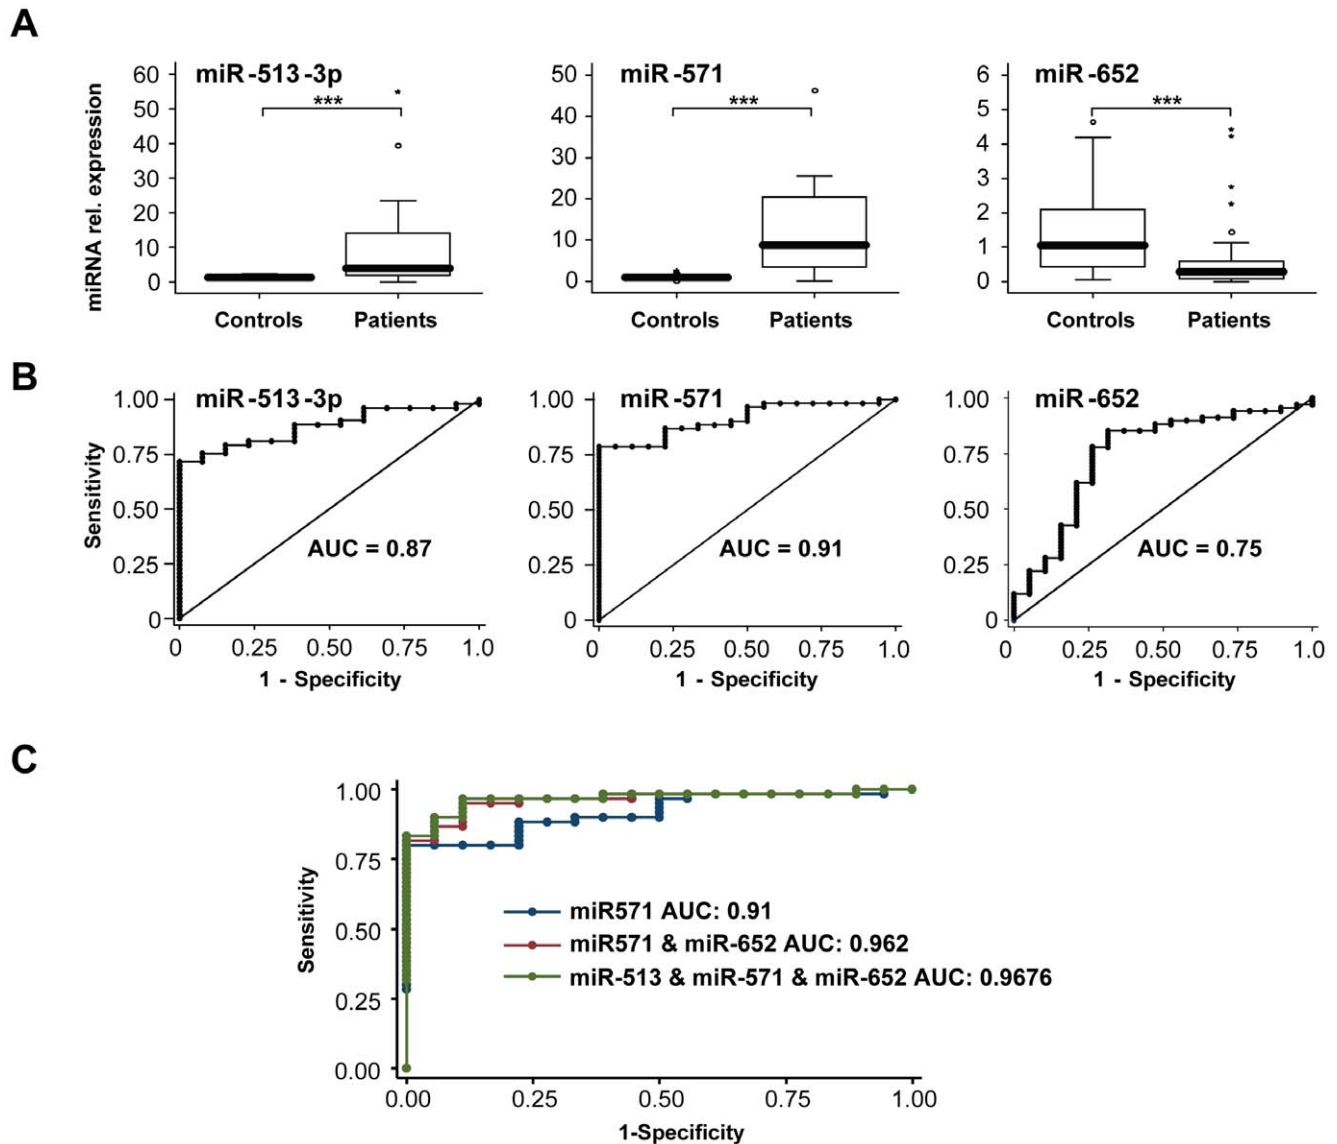 A
miR-513-3p
miR-571
miR-652
miRNA rel. expression
60
50
40
30
20
10
0
***
Controls
Patients
50
40
30
20
10
0
***
Controls
Patients
6
5
4
3
2
1
0
***
Controls
Patients
B
miR-513-3p
miR-571
miR-652
Sensitivity
1.00
0.75
0.50
0.25
0
AUC = 0.87
0 0.25 0.50 0.75 1.0
1 - Specificity
1.00
0.75
0.50
0.25
0
AUC = 0.91
0 0.25 0.50 0.75 1.0
1 - Specificity
1.00
0.75
0.50
0.25
0
AUC = 0.75
0 0.25 0.50 0.75 1.0
1 - Specificity
C
Sensitivity
1.00
0.75
0.50
0.25
0.00
miR571 AUC: 0.91
miR571 & miR-652 AUC: 0.962
miR-513 & miR-571 & miR-652 AUC: 0.9676
0.00 0.25 0.50 0.75 1.00
1-Specificity